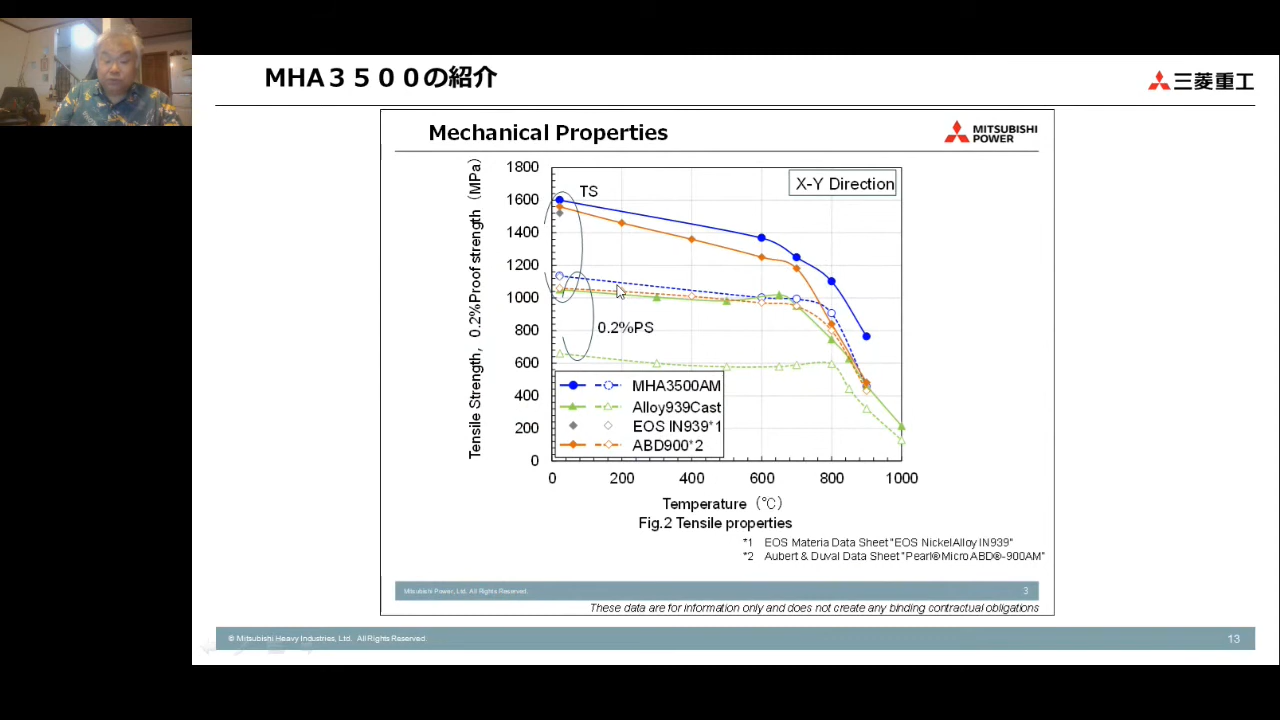 MHA３５００の紹介
三菱重工
Mechanical Properties
MITSUBISHI
POWER
Tensile Strength, 0.2%Proof strength (MPa)
1800
1600
1400
1200
1000
800
600
400
200
0
X-Y Direction
TS
0.2%PS
MHA3500AM
Alloy939Cast
EOS IN939*1
ABD900*2
0 200 400 600 800 1000
Temperature (℃)
Fig.2 Tensile properties
*1 EOS Materia Data Sheet "EOS NickelAlloy IN939"
*2 Aubert & Duval Data Sheet "Pearl®Micro ABD®-900AM"
Mitsubishi Power, Ltd. All Rights Reserved.
3
These data are for information only and does not create any binding contractual obligations
© Mitsubishi Heavy Industries, Ltd. All Rights Reserved.
13